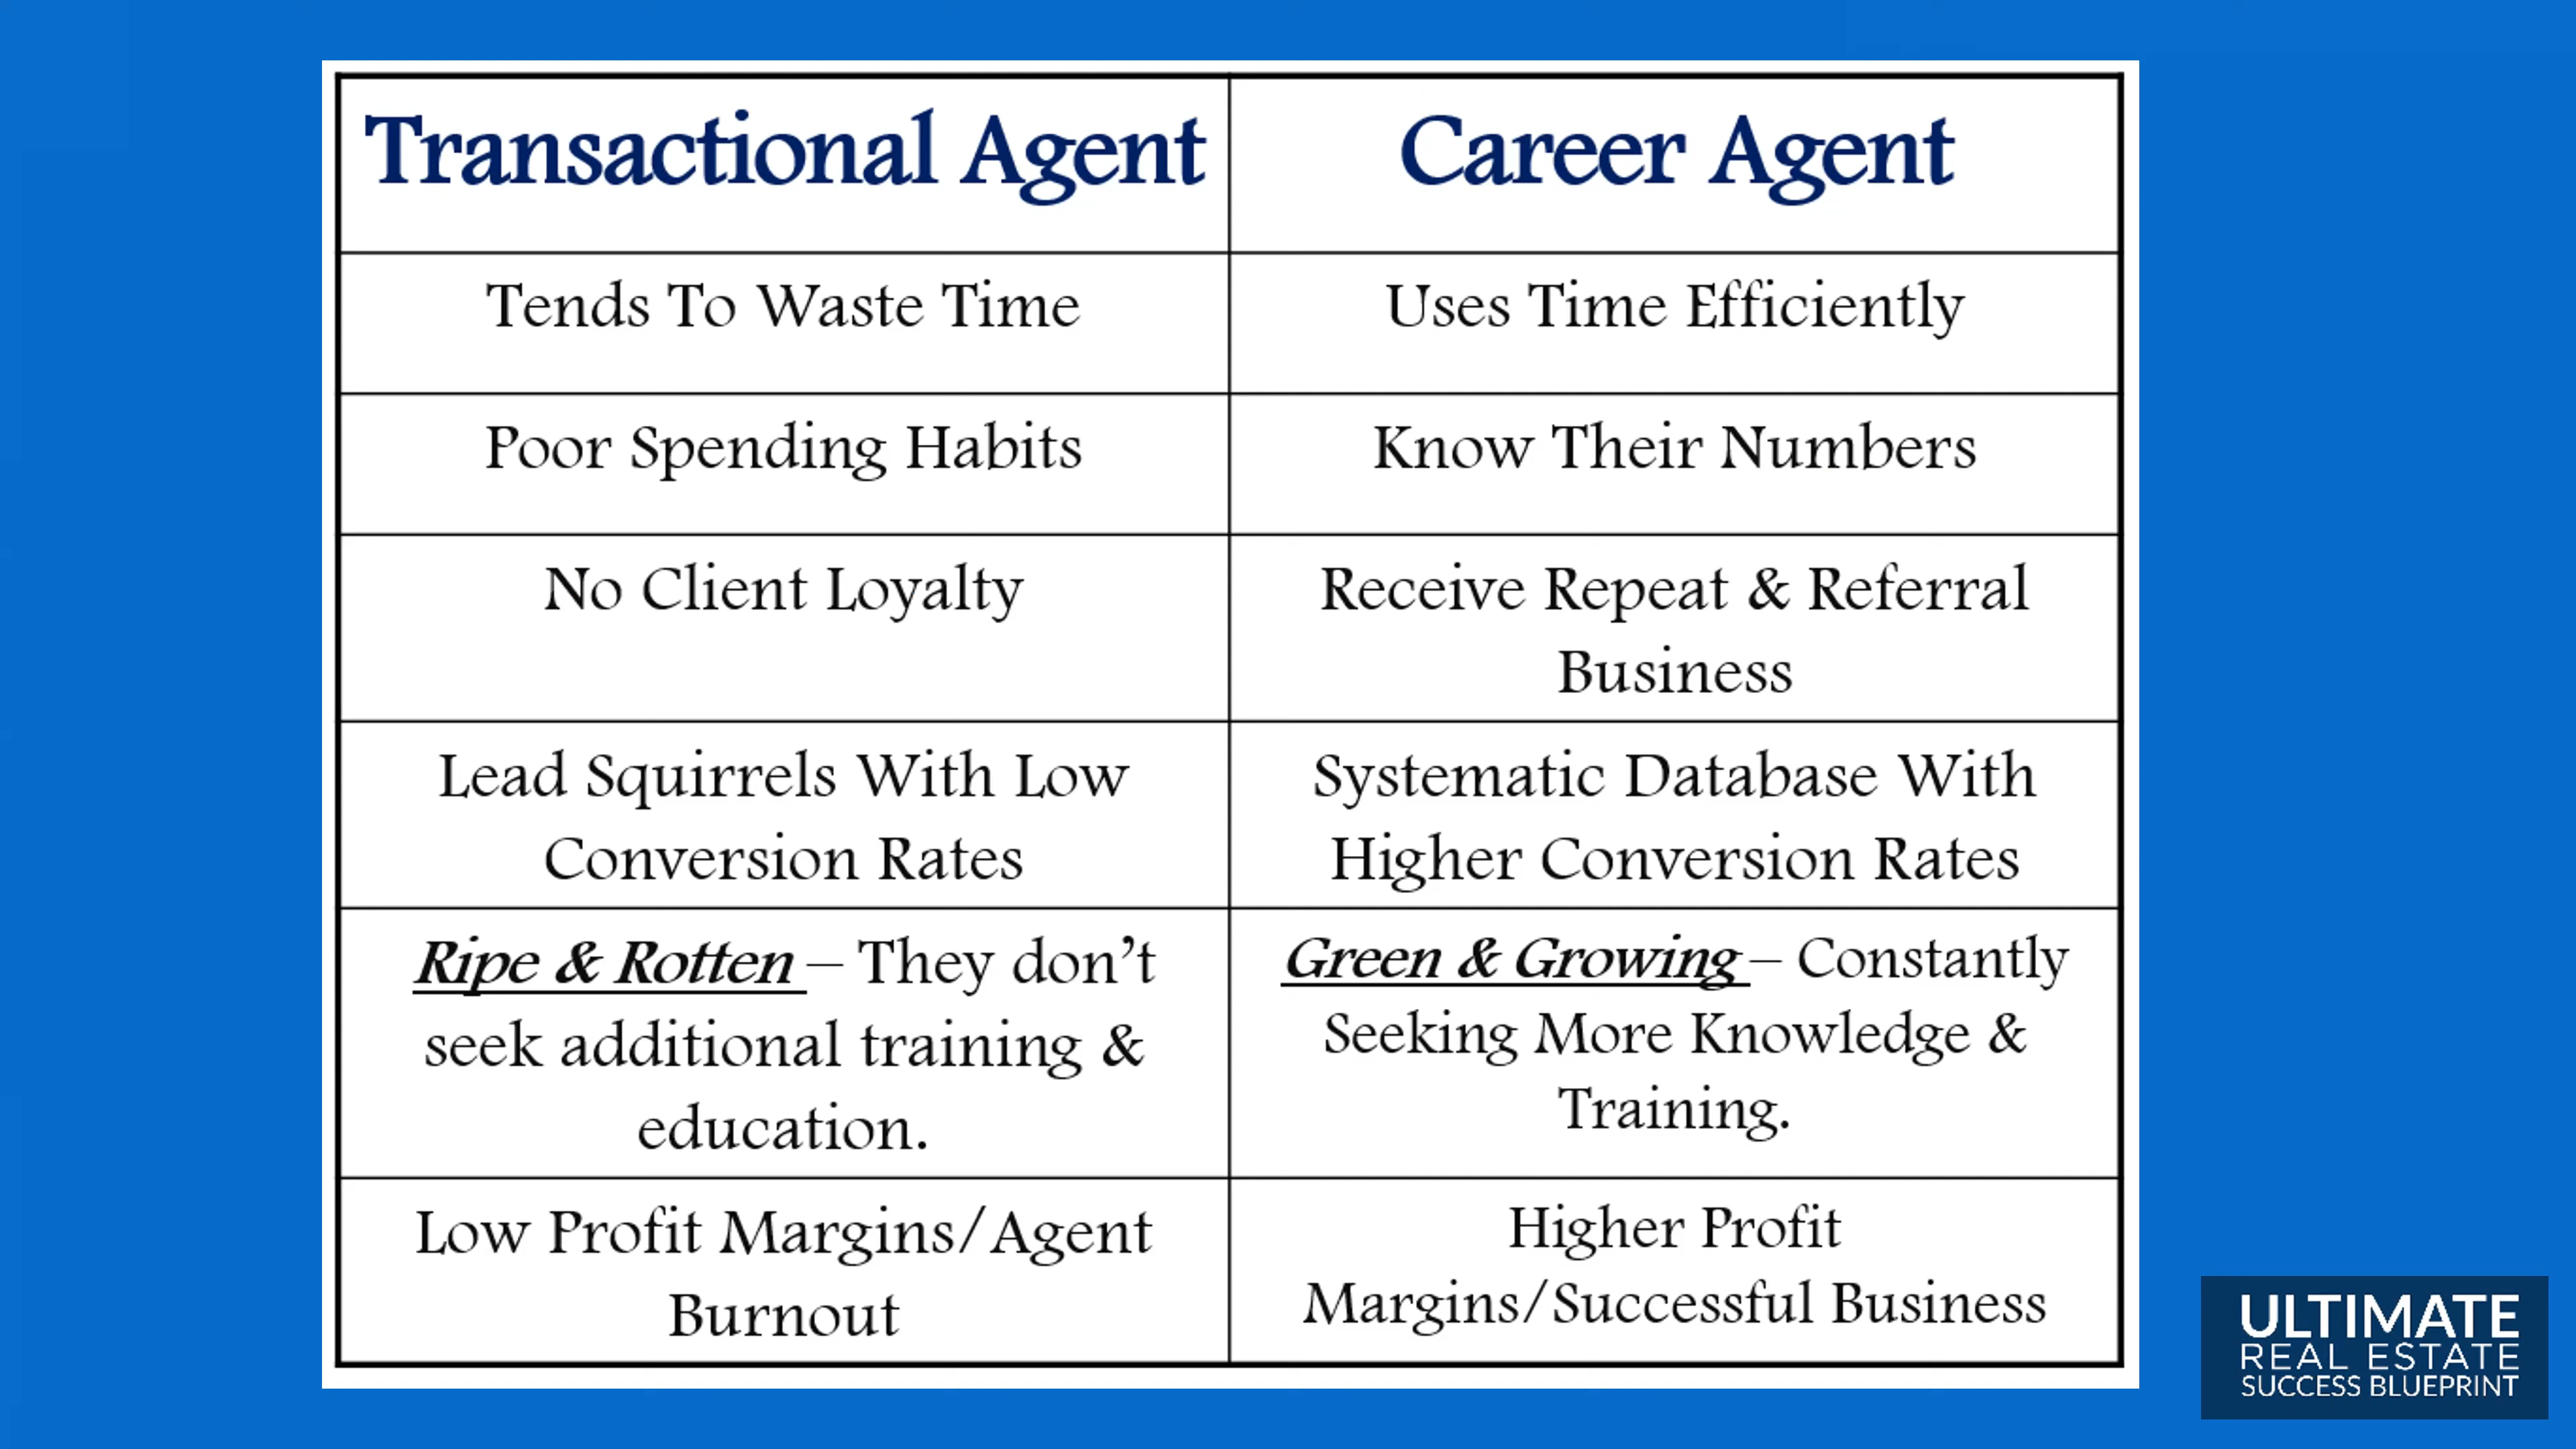 Transactional Agent
Career Agent
Tends To Waste Time
Uses Time Efficiently
Poor Spending Habits
Know Their Numbers
No Client Loyalty
Receive Repeat & Referral
Business
Lead Squirrels With Low
Conversion Rates
Systematic Database With
Higher Conversion Rates
Ripe & Rotten – They don’t
seek additional training &
education.
Green & Growing – Constantly
Seeking More Knowledge &
Training.
Low Profit Margins/Agent
Burnout
Higher Profit
Margins/Successful Business
ULTIMATE
REAL ESTATE
SUCCESS BLUEPRINT